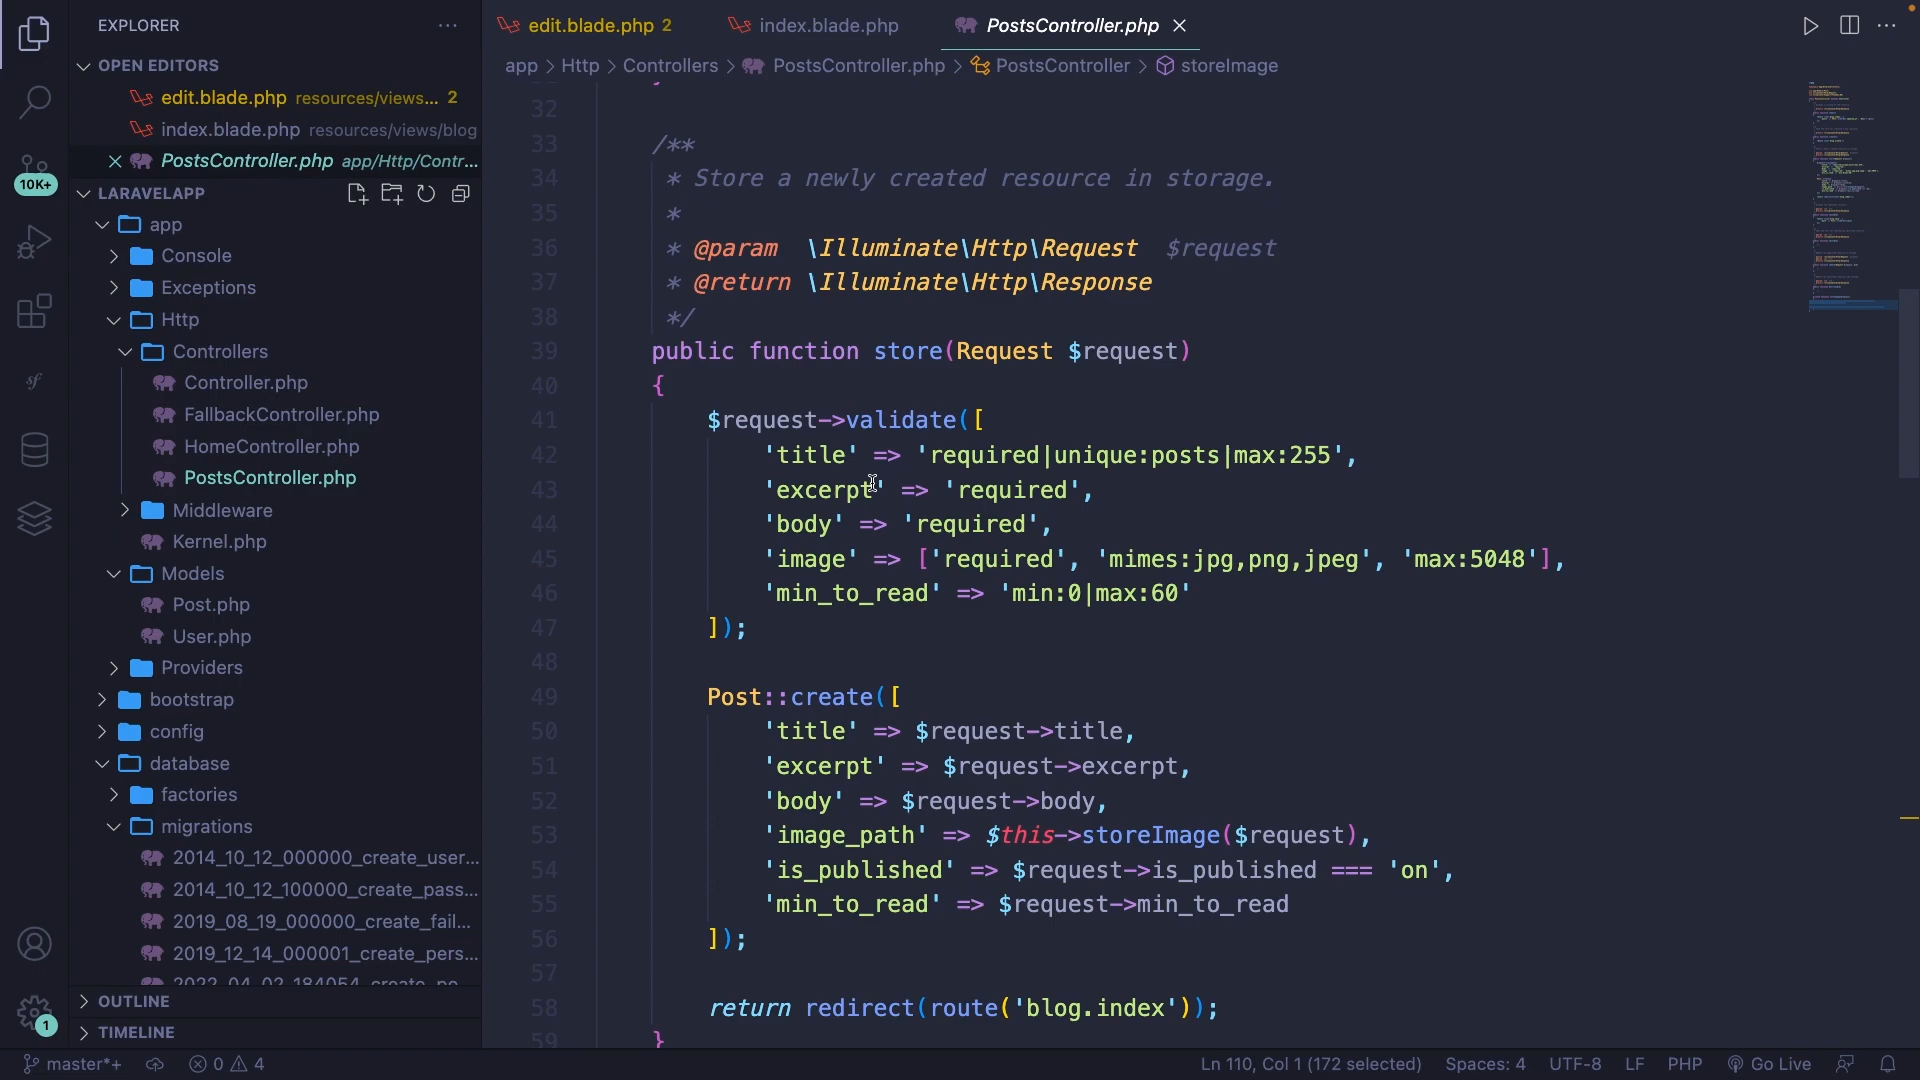 EXPLORER
edit.blade.php 2
index.blade.php
PostsController.php
OPEN EDITORS
edit.blade.php resources/views... 2
index.blade.php resources/views/blog
PostsController.php app/Http/Contr...
LARAVELAPP
app
Console
Exceptions
Http
Controllers
Controller.php
FallbackController.php
HomeController.php
PostsController.php
Middleware
Kernel.php
Models
Post.php
User.php
Providers
bootstrap
config
database
factories
migrations
2014_10_12_000000_create_user...
2014_10_12_100000_create_pass...
2019_08_19_000000_create_fail...
2019_12_14_000001_create_pers...
2022_04_02_184054_create_po...
OUTLINE
TIMELINE
10K+
1
app > Http > Controllers > PostsController.php > PostsController > storeImage
32
33 /**
34 * Store a newly created resource in storage.
35 *
36 * @param \Illuminate\Http\Request $request
37 * @return \Illuminate\Http\Response
38 */
39 public function store(Request $request)
40 {
41 $request->validate([
42 'title' => 'required|unique:posts|max:255',
43 'excerpt' => 'required',
44 'body' => 'required',
45 'image' => ['required', 'mimes:jpg,png,jpeg', 'max:5048'],
46 'min_to_read' => 'min:0|max:60'
47 ]);
48
49 Post::create([
50 'title' => $request->title,
51 'excerpt' => $request->excerpt,
52 'body' => $request->body,
53 'image_path' => $this->storeImage($request),
54 'is_published' => $request->is_published === 'on',
55 'min_to_read' => $request->min_to_read
56 ]);
57
58 return redirect(route('blog.index'));
59 }
master*+ 0 4
Ln 110, Col 1 (172 selected) Spaces: 4 UTF-8 LF PHP Go Live